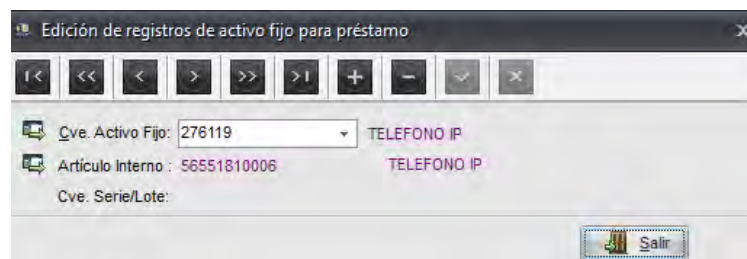 Edición de registros de activo fijo para préstamo
Cve. Activo Fijo: 276119 TELEFONO IP
Artículo Interno : 56551810006 TELEFONO IP
Cve. Serie/Lote:
Salir